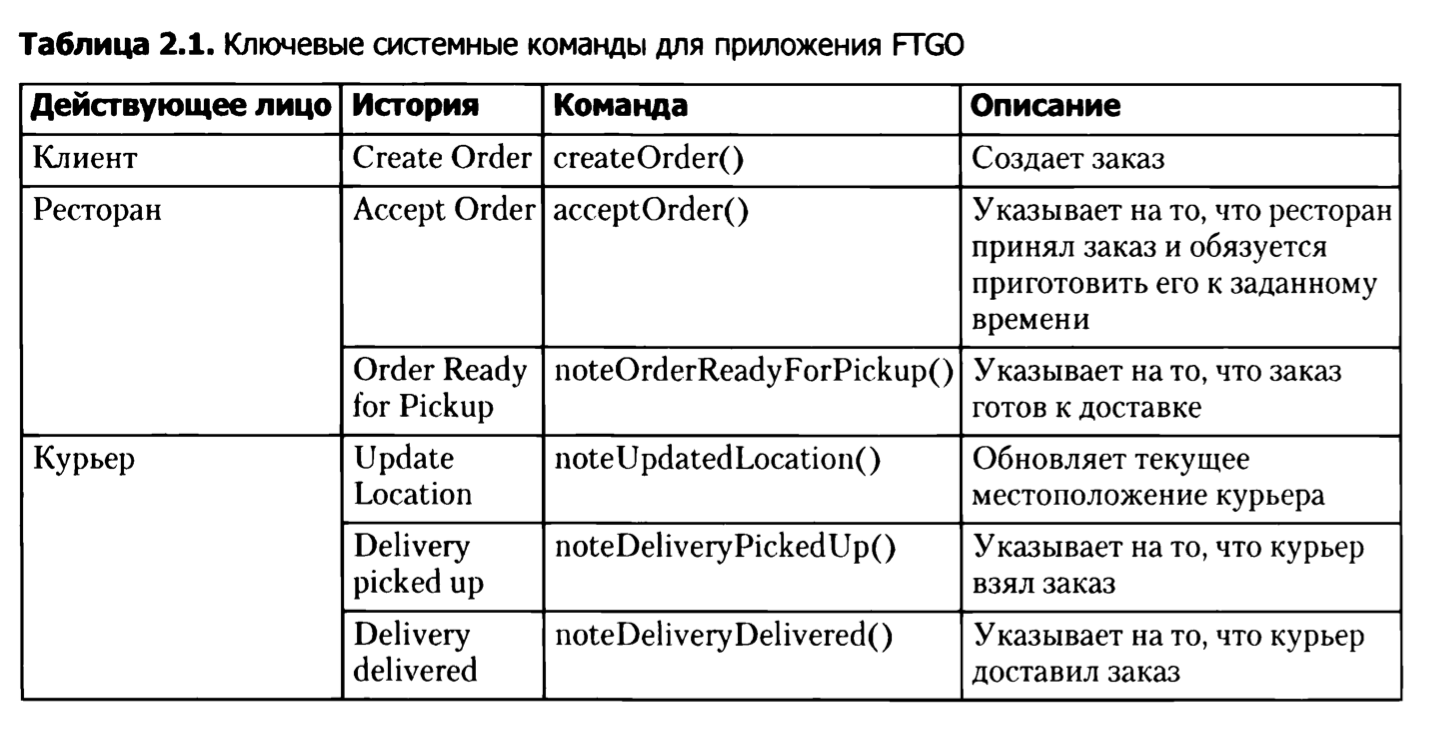 Таблица 2.1. Ключевые системные команды для приложения FTGO
Действующее лицо История Команда Описание
Клиент Create Order createOrder() Создает заказ
Ресторан Accept Order acceptOrder() Указывает на то, что ресторан
принял заказ и обязуется
приготовить его к заданному
времени
Order Ready noteOrderReadyForPickup() Указывает на то, что заказ
for Pickup готов к доставке
Курьер Update noteUpdatedLocation() Обновляет текущее
Location местоположение курьера
Delivery noteDeliveryPickedUp() Указывает на то, что курьер
picked up взял заказ
Delivery noteDeliveryDelivered() Указывает на то, что курьер
delivered доставил заказ